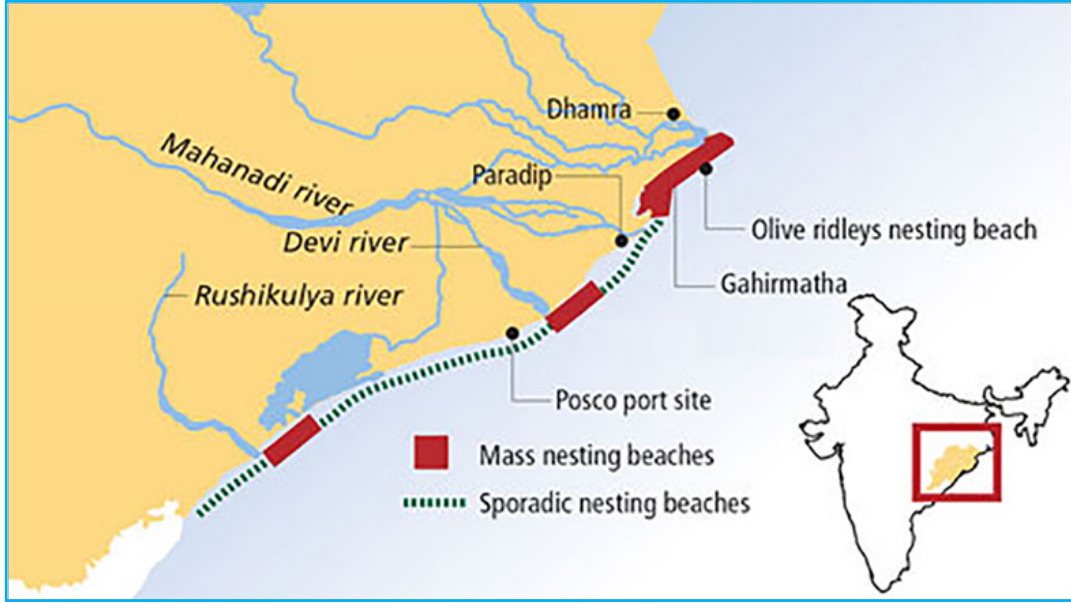 Dhamra
Mahanadi river
Paradip
Olive ridleys nesting beach
Devi river
Gahirmatha
Rushikulya river
Posco port site
Mass nesting beaches
Sporadic nesting beaches